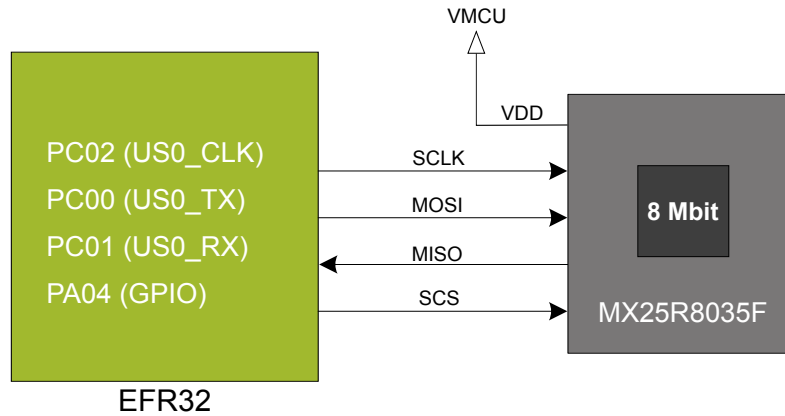 VMCU
VDD
PC02 (US0_CLK)
PC00 (US0_TX)
PC01 (US0_RX)
PA04 (GPIO)
SCLK
MOSI
MISO
SCS
8 Mbit
MX25R8035F
EFR32